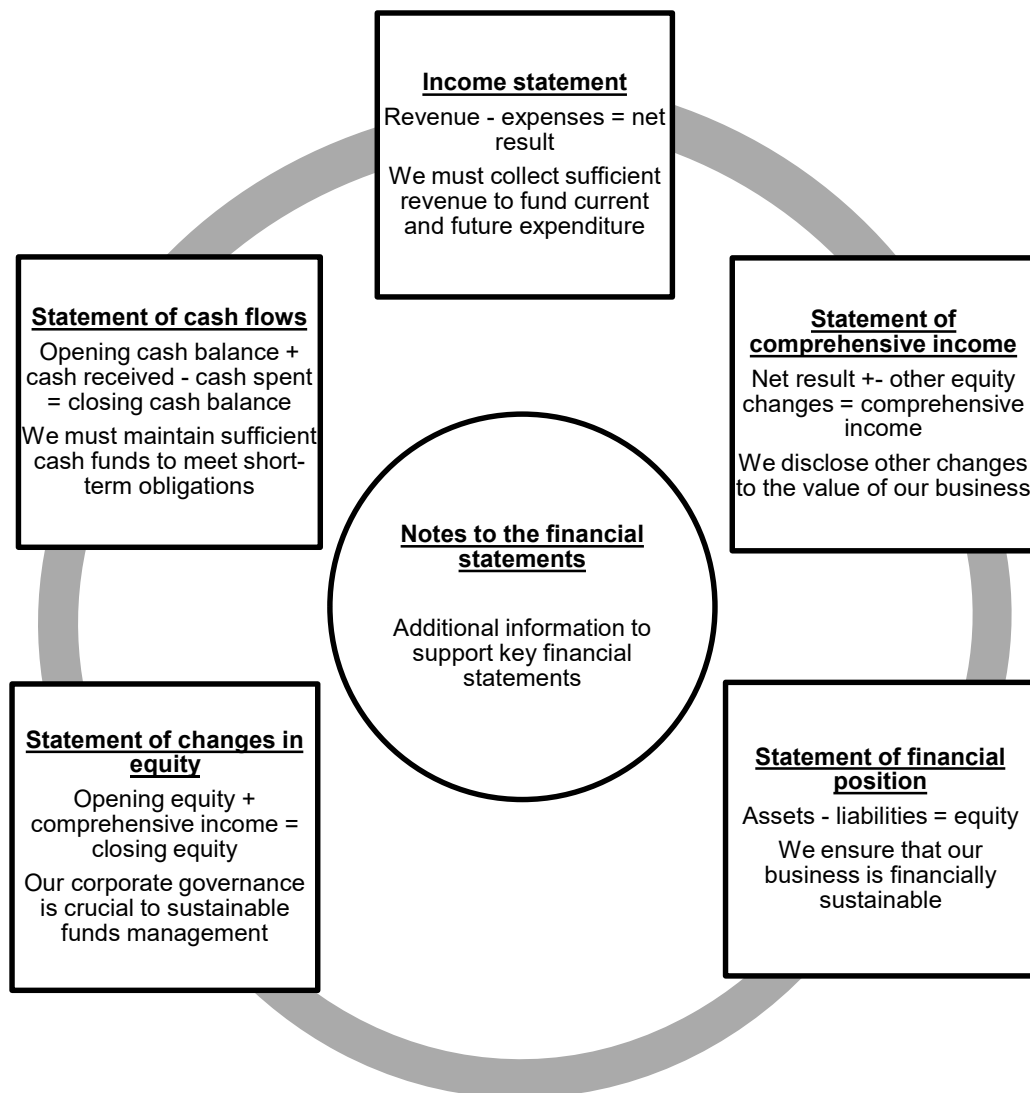 Income statement
Revenue - expenses = net
result
We must collect sufficient
revenue to fund current
and future expenditure
Statement of cash flows
Opening cash balance +
cash received - cash spent
= closing cash balance
We must maintain sufficient
cash funds to meet short-
term obligations
Statement of
comprehensive income
Net result +- other equity
changes = comprehensive
income
We disclose other changes
to the value of our business
Notes to the financial
statements
Additional information to
support key financial
statements
Statement of changes in
equity
Opening equity +
comprehensive income =
closing equity
Our corporate governance
is crucial to sustainable
funds management
Statement of financial
position
Assets - liabilities = equity
We ensure that our
business is financially
sustainable